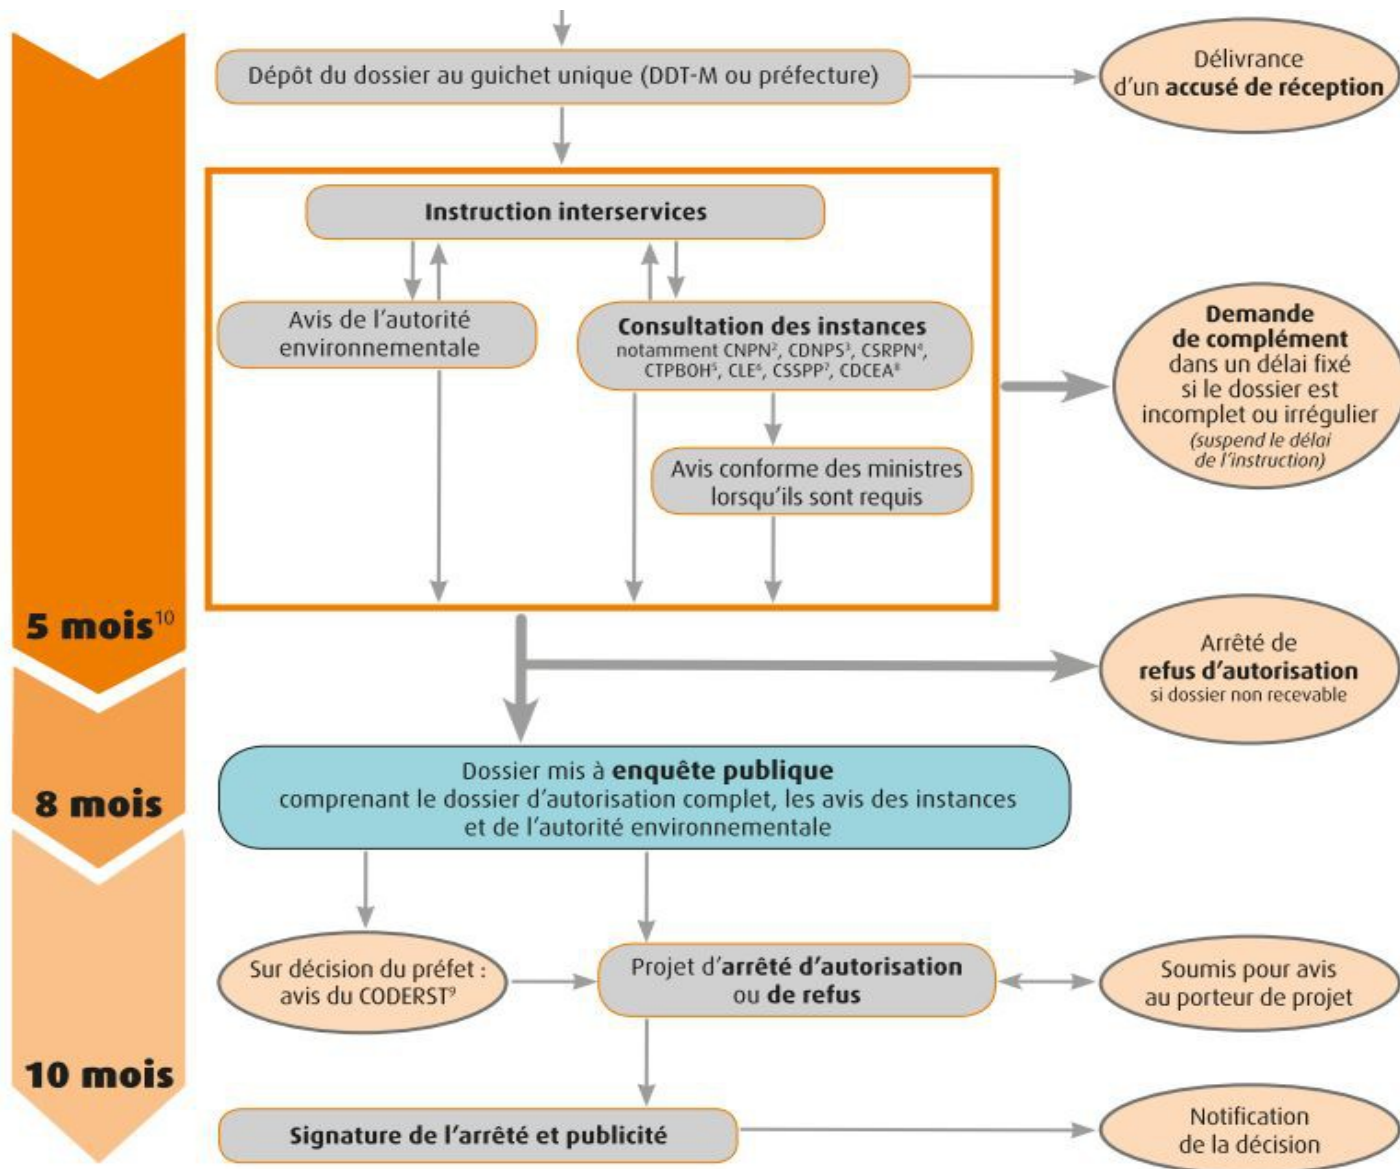 Dépôt du dossier au guichet unique (DDT-M ou préfecture)
Délivrance
d'un accusé de réception
Instruction interservices
Avis de l'autorité
environnementale
Consultation des instances
notamment CNPN², CDNPS³, CSRPN⁴,
CTPBOH⁵, CLE⁶, CSSPP⁷, CDCEA⁸
Avis conforme des ministres
lorsqu'ils sont requis
Demande
de complément
dans un délai fixé
si le dossier est
incomplet ou irrégulier
(suspend le délai
de l'instruction)
5 mois¹⁰
Arrêté de
refus d'autorisation
si dossier non recevable
Dossier mis à enquête publique
comprenant le dossier d'autorisation complet, les avis des instances
et de l'autorité environnementale
8 mois
Sur décision du préfet :
avis du CODERST⁹
Projet d'arrêté d'autorisation
ou de refus
Soumis pour avis
au porteur de projet
10 mois
Signature de l'arrêté et publicité
Notification
de la décision